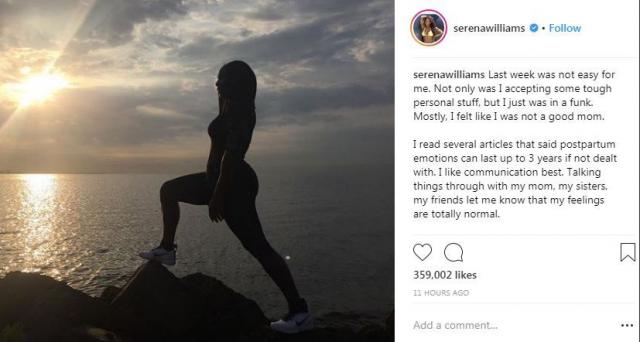 serenawilliams • Follow
serenawilliams Last week was not easy for
me. Not only was I accepting some tough
personal stuff, but I just was in a funk.
Mostly, I felt like I was not a good mom.
I read several articles that said postpartum
emotions can last up to 3 years if not dealt
with. I like communication best. Talking
things through with my mom, my sisters,
my friends let me know that my feelings
are totally normal.
359,002 likes
11 HOURS AGO
Add a comment...